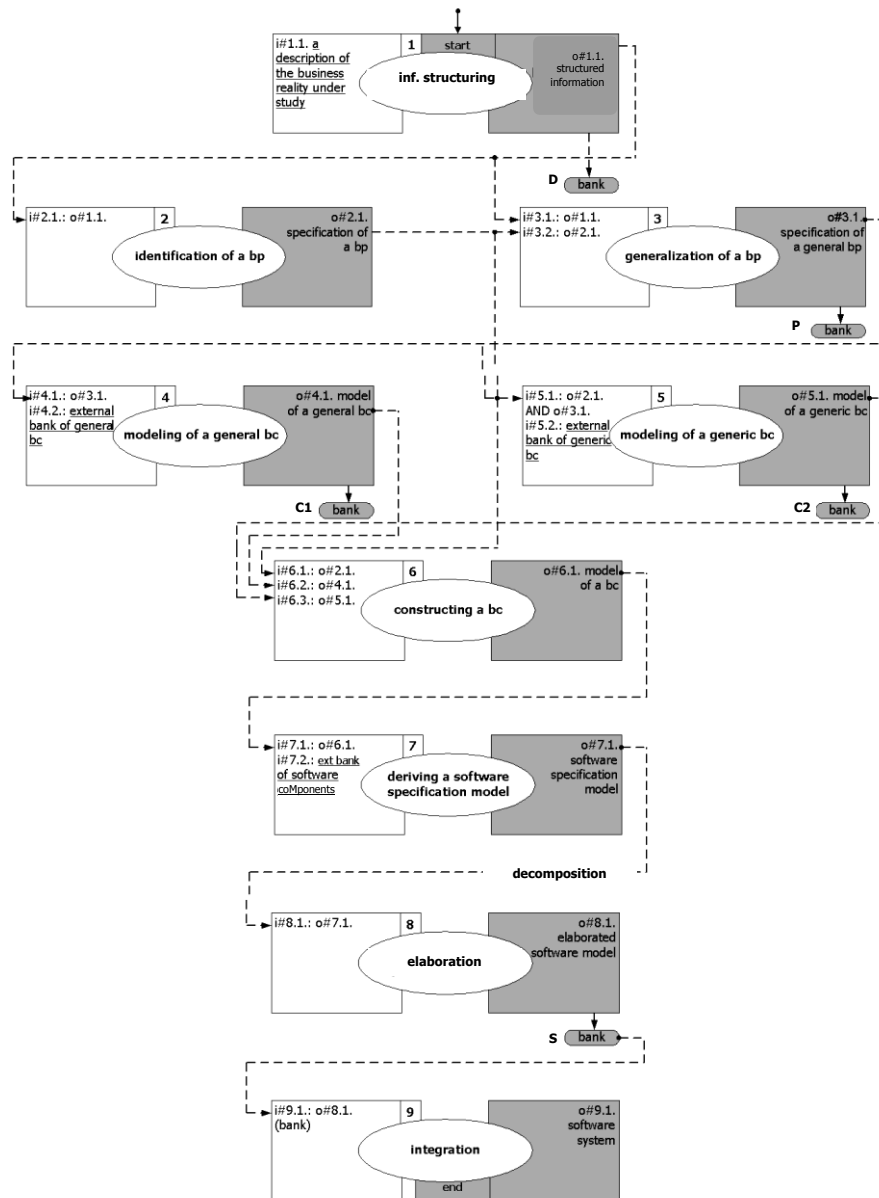 i#1.1. a
description of
the business
reality under
study
1
start
inf. structuring
o#1.1.
structured
information
D
bank
i#2.1.: o#1.1.
2
identification of a bp
o#2.1.
specification of
a bp
i#3.1.: o#1.1.
i#3.2.: o#2.1.
3
generalization of a bp
o#3.1.
specification of
a general bp
P
bank
i#4.1.: o#3.1.
i#4.2.: external
bank of general
bc
4
modeling of a general bc
o#4.1. model
of a general bc
C1
bank
i#5.1.: o#2.1.
AND o#3.1.
i#5.2.: external
bank of generic
bc
5
modeling of a generic bc
o#5.1. model
of a generic bc
C2
bank
i#6.1.: o#2.1.
i#6.2.: o#4.1.
i#6.3.: o#5.1.
6
constructing a bc
o#6.1. model
of a bc
i#7.1.: o#6.1.
i#7.2.: ext bank
of software
coMponents
7
deriving a software
specification model
o#7.1.
software
specification
model
decomposition
i#8.1.: o#7.1.
8
elaboration
o#8.1.
elaborated
software model
S
bank
i#9.1.: o#8.1.
(bank)
9
integration
o#9.1.
software
system
end